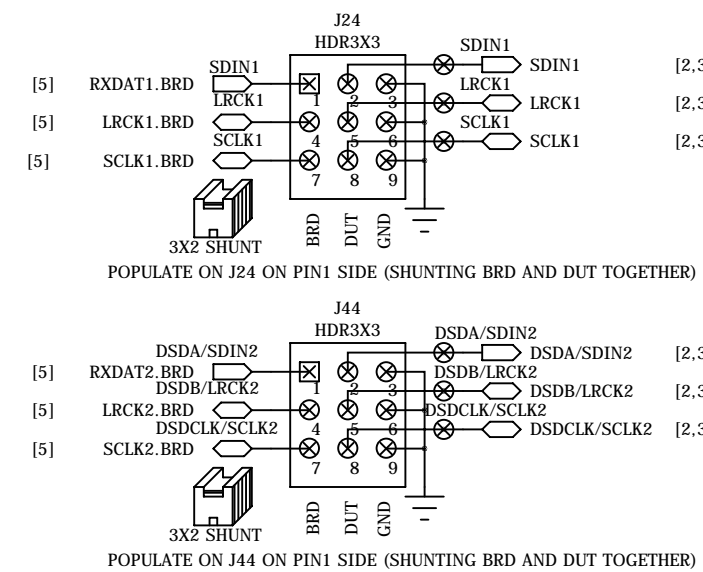 J24
HDR3X3
SDIN1
SDIN1 SDIN1
[5] RXDAT1.BRD [2,3
LRCK1 1 2 3 LRCK1
[5] LRCK1.BRD LRCK1 [2,3
SCLK1 4 5 6 SCLK1
[5] SCLK1.BRD SCLK1 [2,3
7 8 9
BRD DUT GND
3X2 SHUNT
POPULATE ON J24 ON PIN1 SIDE (SHUNTING BRD AND DUT TOGETHER)
J44
HDR3X3
DSDA/SDIN2
DSDA/SDIN2 DSDA/SDIN2 [2,3
[5] RXDAT2.BRD DSDB/LRCK2
DSDB/LRCK2 1 2 3 DSDB/LRCK2 [2,3
[5] LRCK2.BRD DSDCLK/SCLK2
DSDCLK/SCLK2 4 5 6 DSDCLK/SCLK2 [2,3
[5] SCLK2.BRD
7 8 9
BRD DUT GND
3X2 SHUNT
POPULATE ON J44 ON PIN1 SIDE (SHUNTING BRD AND DUT TOGETHER)